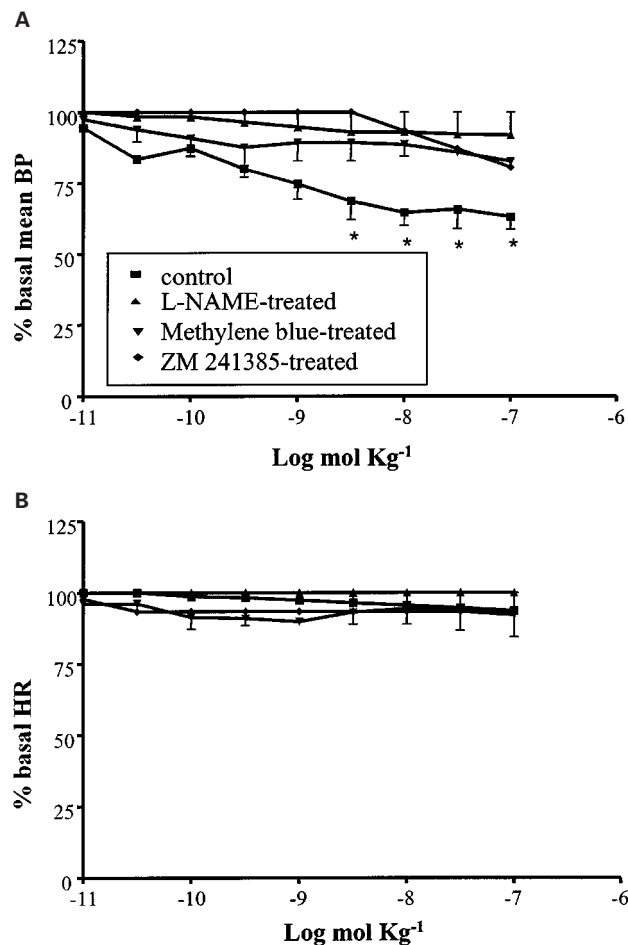 A
% basal mean BP
125
100
75
50
25
0
* * * *
control
L-NAME-treated
Methylene blue-treated
ZM 241385-treated
-11 -10 -9 -8 -7 -6
Log mol Kg-1
B
% basal HR
125
100
75
50
25
0
-11 -10 -9 -8 -7 -6
Log mol Kg-1